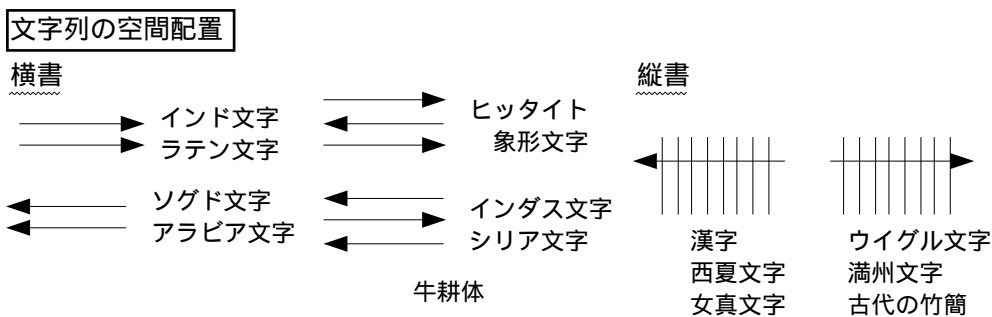 文字列の空間配置
横書
インド文字
ラテン文字
ソグド文字
アラビア文字
ヒッタイト
象形文字
インダス文字
シリア文字
牛耕体
縦書
漢字
西夏文字
女真文字
ウイグル文字
満州文字
古代の竹簡